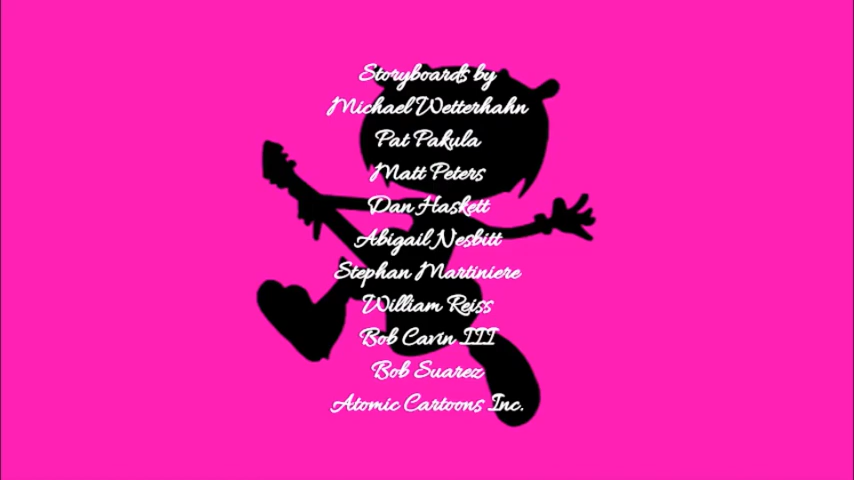 Storyboards by
Michael Wetterhahn
Pat Pakula
Matt Peters
Dan Haskett
Abigail Nesbitt
Stephan Martiniere
William Reiss
Bob Cavin III
Bob Suarez
Atomic Cartoons Inc.